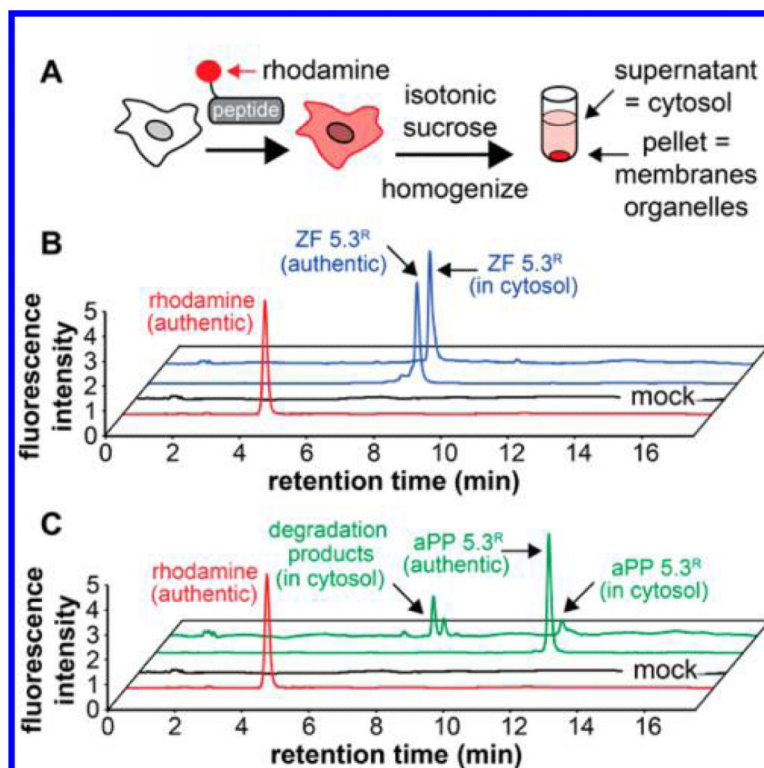 A
rhodamine
peptide
isotonic
sucrose
homogenize
supernatant
= cytosol
pellet =
membranes
organelles
B
ZF 5.3R
(authentic)
ZF 5.3R
(in cytosol)
rhodamine
(authentic)
fluorescence
intensity
5
4
3
2
1
0
mock
0 2 4 6 8 10 12 14 16
retention time (min)
C
degradation
products
(in cytosol)
aPP 5.3R
(authentic)
aPP 5.3R
(in cytosol)
rhodamine
(authentic)
fluorescence
intensity
5
4
3
2
1
0
mock
0 2 4 6 8 10 12 14 16
retention time (min)